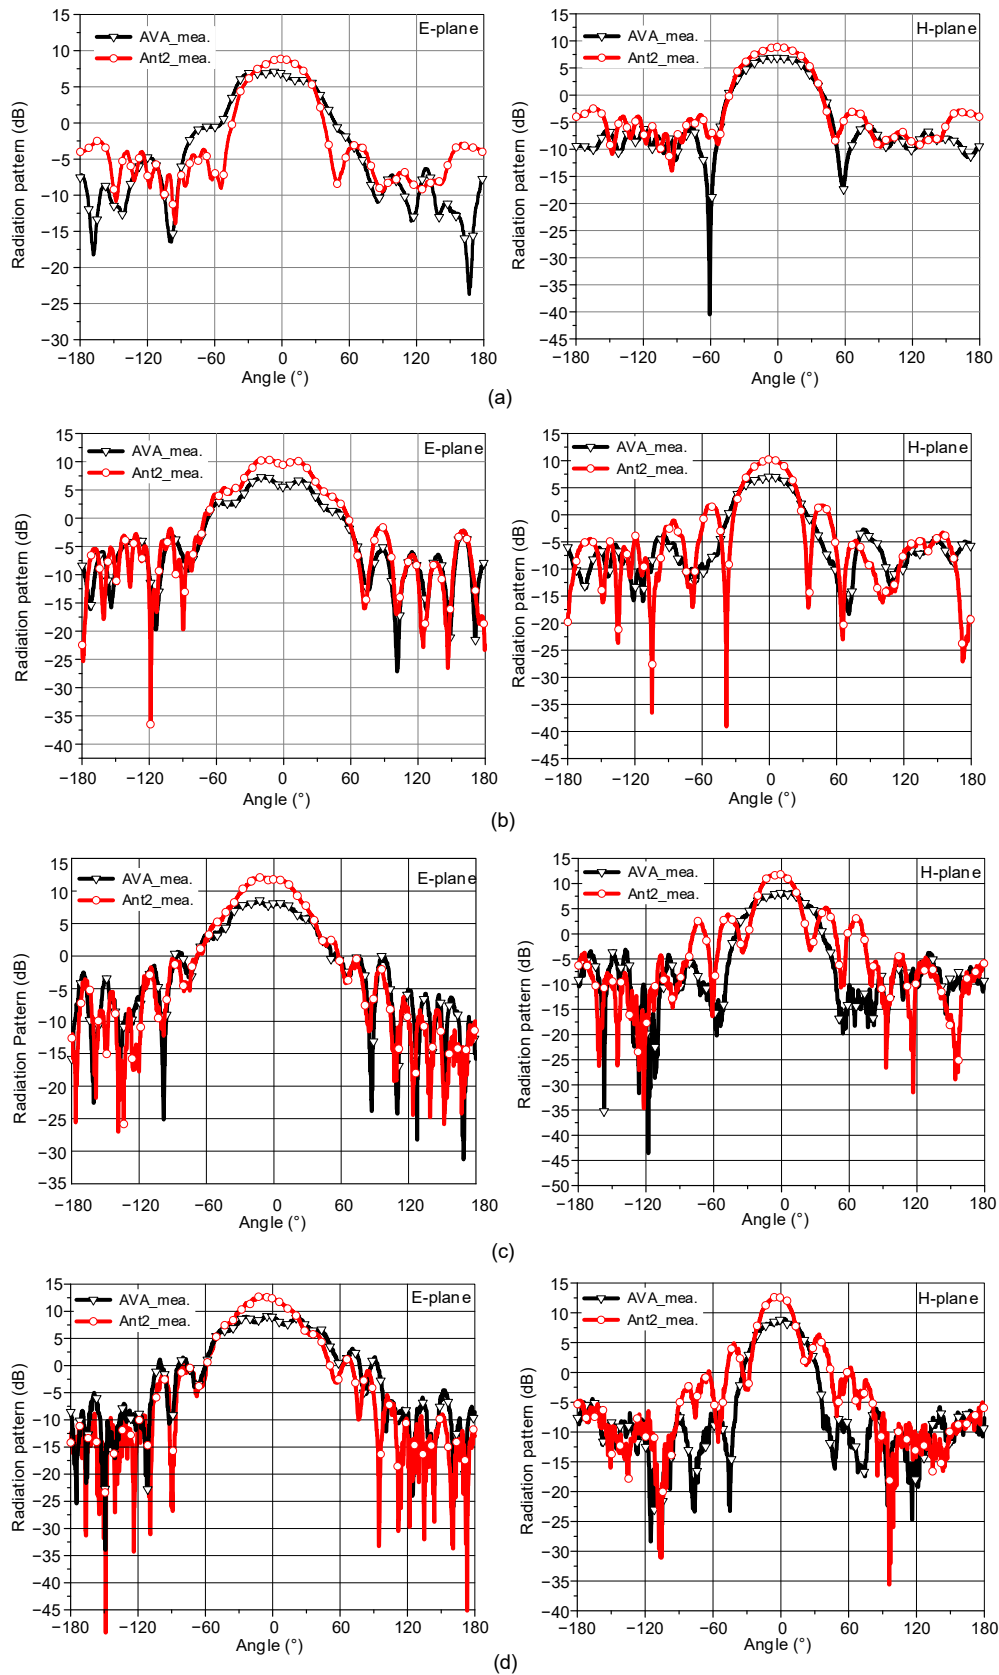 E-plane
AVA_mea.
Ant2_mea.
Radiation pattern (dB)
15
10
5
0
−5
−10
−15
−20
−25
−30
−180 −120 −60 0 60 120 180
Angle (°)
H-plane
AVA_mea.
Ant2_mea.
Radiation pattern (dB)
15
10
5
0
−5
−10
−15
−20
−25
−30
−35
−40
−45
−180 −120 −60 0 60 120 180
Angle (°)
(a)
E-plane
AVA_mea.
Ant2_mea.
Radiation pattern (dB)
15
10
5
0
−5
−10
−15
−20
−25
−30
−35
−40
−180 −120 −60 0 60 120 180
Angle (°)
H-plane
AVA_mea.
Ant2_mea.
Radiation pattern (dB)
15
10
5
0
−5
−10
−15
−20
−25
−30
−35
−40
−45
−180 −120 −60 0 60 120 180
Angle (°)
(b)
E-plane
AVA_mea.
Ant2_mea.
Radiation Pattern (dB)
15
10
5
0
−5
−10
−15
−20
−25
−30
−35
−180 −120 −60 0 60 120 180
Angle (°)
H-plane
AVA_mea.
Ant2_mea.
Radiation pattern (dB)
15
10
5
0
−5
−10
−15
−20
−25
−30
−35
−40
−45
−50
−180 −120 −60 0 60 120 180
Angle (°)
(c)
E-plane
AVA_mea.
Ant2_mea.
Radiation pattern (dB)
15
10
5
0
−5
−10
−15
−20
−25
−30
−35
−40
−45
−180 −120 −60 0 60 120 180
Angle (°)
H-plane
AVA_mea.
Ant2_mea.
Radiation pattern (dB)
15
10
5
0
−5
−10
−15
−20
−25
−30
−35
−40
−180 −120 −60 0 60 120 180
Angle (°)
(d)